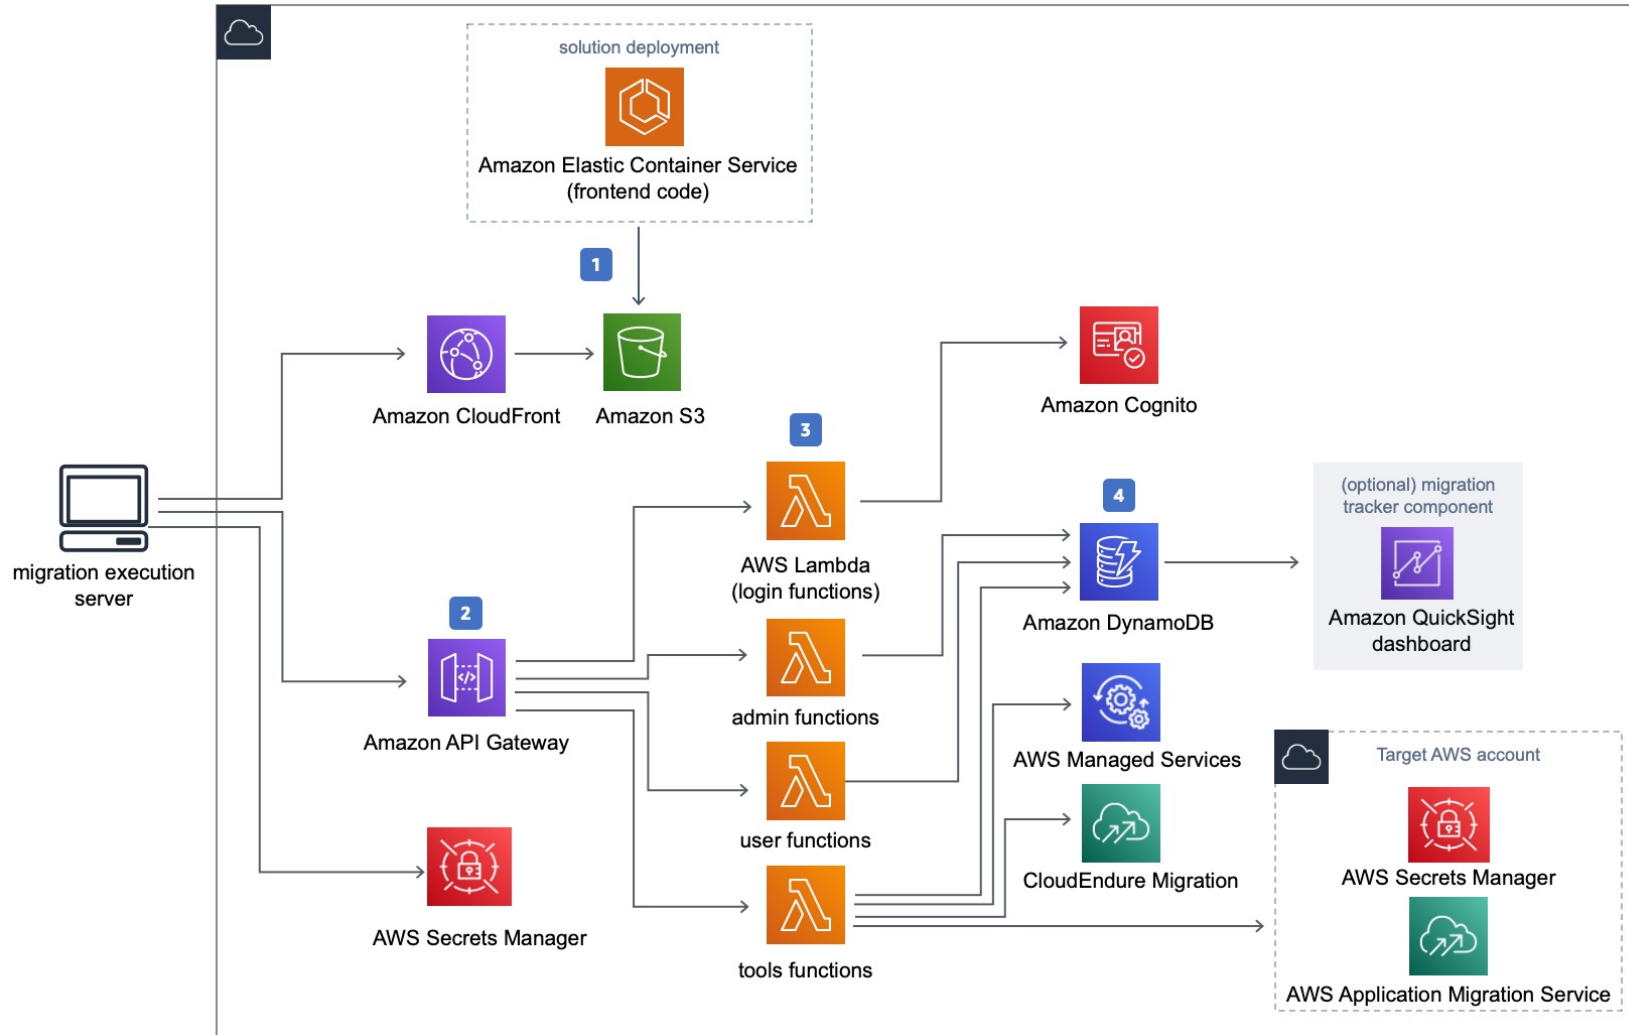 solution deployment
Amazon Elastic Container Service
(frontend code)
1
Amazon CloudFront
Amazon S3
Amazon Cognito
3
AWS Lambda
(login functions)
4
Amazon DynamoDB
(optional) migration
tracker component
Amazon QuickSight
dashboard
migration execution
server
2
</>
Amazon API Gateway
admin functions
AWS Managed Services
user functions
CloudEndure Migration
Target AWS account
AWS Secrets Manager
AWS Application Migration Service
AWS Secrets Manager
tools functions